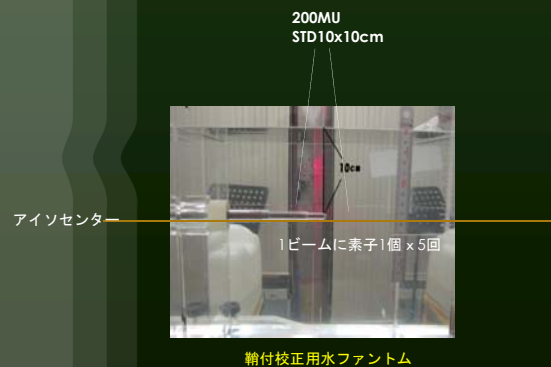 200MU
STD10x10cm
10cm
アイソセンター
1ビームに素子1個 x 5回
鞘付校正用水ファントム